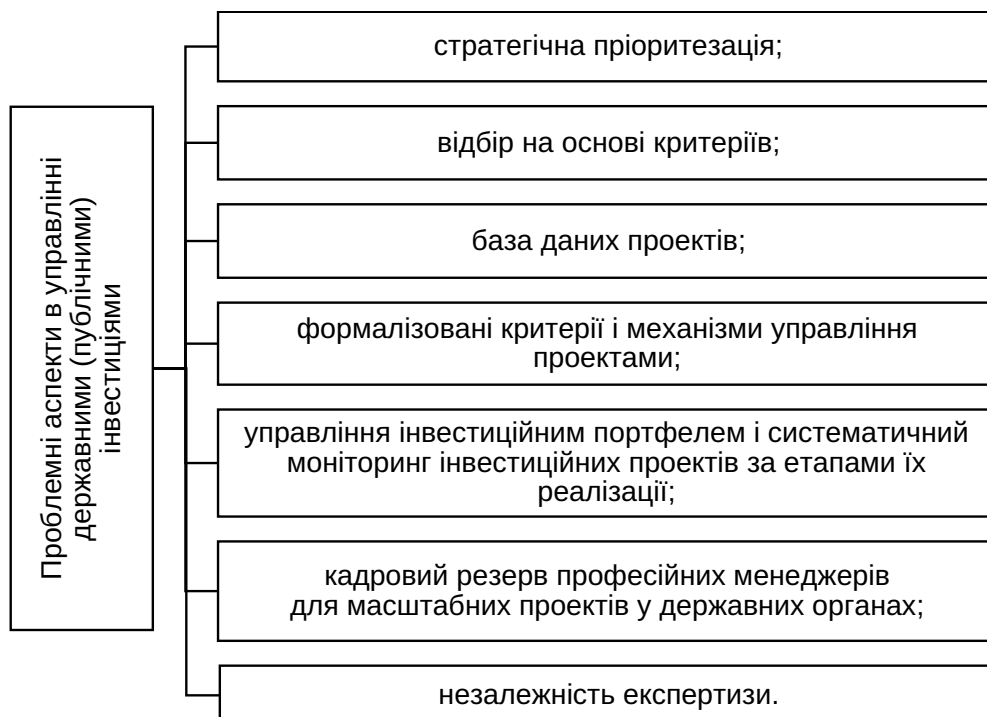 Проблемні аспекти в управлінні
державними (публічними)
інвестиціями
стратегічна пріоритезація;
відбір на основі критеріїв;
база даних проектів;
формалізовані критерії і механізми управління
проектами;
управління інвестиційним портфелем і систематичний
моніторинг інвестиційних проектів за етапами їх
реалізації;
кадровий резерв професійних менеджерів
для масштабних проектів у державних органах;
незалежність експертизи.